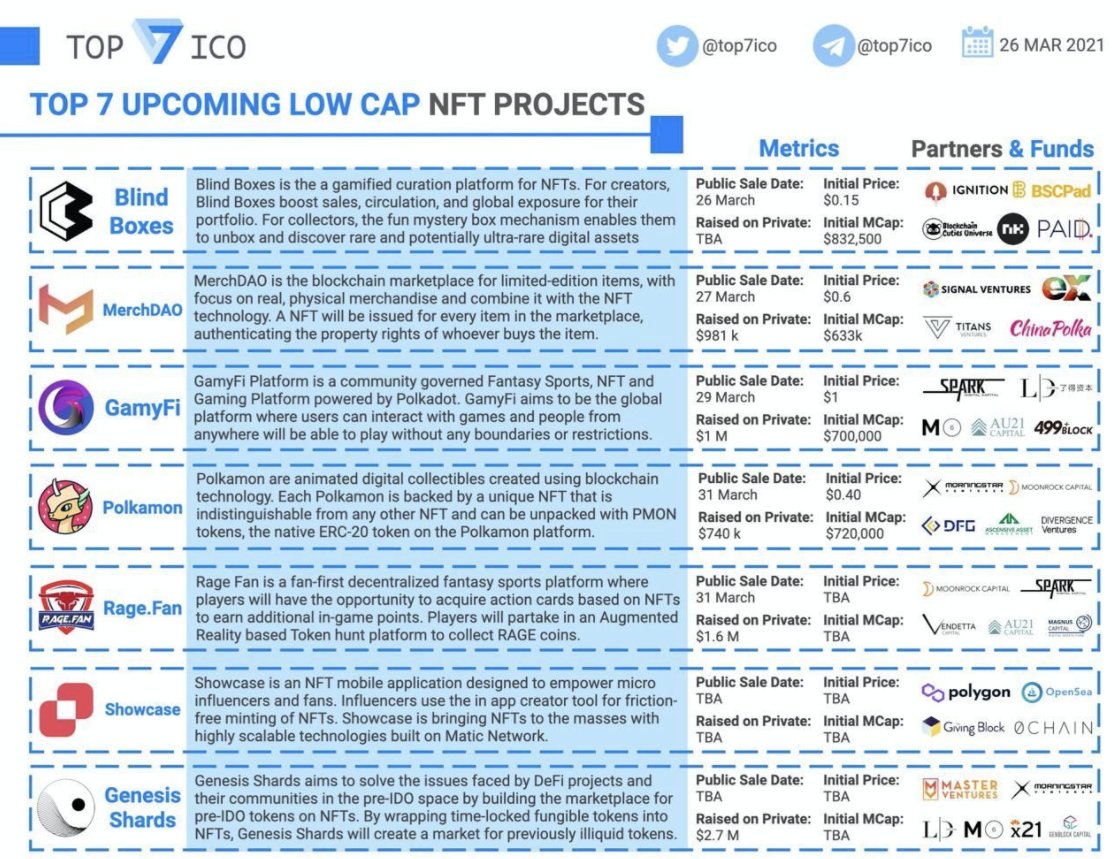 TOP 7 ICO
@top7ico
@top7ico
26 MAR 2021
TOP 7 UPCOMING LOW CAP NFT PROJECTS
Metrics
Partners & Funds
Blind
Boxes
Blind Boxes is the a gamified curation platform for NFTs. For creators,
Blind Boxes boost sales, circulation, and global exposure for their
portfolio. For collectors, the fun mystery box mechanism enables them
to unbox and discover rare and potentially ultra-rare digital assets
Public Sale Date: Initial Price:
26 March $0.15
Raised on Private: Initial MCap:
TBA $832,500
IGNITION BSCPad
Blockchain
Cuties Universe
PAID.
MerchDAO
MerchDAO is the blockchain marketplace for limited-edition items, with
focus on real, physical merchandise and combine it with the NFT
technology. A NFT will be issued for every item in the marketplace,
authenticating the property rights of whoever buys the item.
Public Sale Date: Initial Price:
27 March $0.6
Raised on Private: Initial MCap:
$981 k $633k
SIGNAL VENTURES ex
TITANS
VENTURES
ChinaPolka
GamyFi
GamyFi Platform is a community governed Fantasy Sports, NFT and
Gaming Platform powered by Polkadot. GamyFi aims to be the global
platform where users can interact with games and people from
anywhere will be able to play without any boundaries or restrictions.
Public Sale Date: Initial Price:
29 March $1
Raised on Private: Initial MCap:
$1 M $700,000
SPARK
DIGITAL CAPITAL
LD 了得资本
AU21
CAPITAL
499 BLOCK
Polkamon
Polkamon are animated digital collectibles created using blockchain
technology. Each Polkamon is backed by a unique NFT that is
indistinguishable from any other NFT and can be unpacked with PMON
tokens, the native ERC-20 token on the Polkamon platform.
Public Sale Date: Initial Price:
31 March $0.40
Raised on Private: Initial MCap:
$740 k $720,000
MORNINGSTAR
VENTURES
MOONROCK CAPITAL
DFG
ASCENSIVE ASSET
DIVERGENCE
Ventures
Rage.Fan
RAGE.FAN
Rage Fan is a fan-first decentralized fantasy sports platform where
players will have the opportunity to acquire action cards based on NFTs
to earn additional in-game points. Players will partake in an Augmented
Reality based Token hunt platform to collect RAGE coins.
Public Sale Date: Initial Price:
31 March TBA
Raised on Private: Initial MCap:
$1.6 M TBA
MOONROCK CAPITAL
SPARK
DIGITAL CAPITAL
VENDETTA
CAPITAL
AU21
CAPITAL
MAGNUS
CAPITAL
Showcase
Showcase is an NFT mobile application designed to empower micro
influencers and fans. Influencers use the in app creator tool for friction-
free minting of NFTs. Showcase is bringing NFTs to the masses with
highly scalable technologies built on Matic Network.
Public Sale Date: Initial Price:
TBA TBA
Raised on Private: Initial MCap:
TBA TBA
polygon OpenSea
Giving Block 0CHAIN
Genesis
Shards
Genesis Shards aims to solve the issues faced by DeFi projects and
their communities in the pre-IDO space by building the marketplace for
pre-IDO tokens on NFTs. By wrapping time-locked fungible tokens into
NFTs, Genesis Shards will create a market for previously illiquid tokens.
Public Sale Date: Initial Price:
TBA TBA
Raised on Private: Initial MCap:
$2.7 M TBA
MASTER
VENTURES
MORNINGSTAR
VENTURES
LD
x21
GENBLOCK CAPITAL